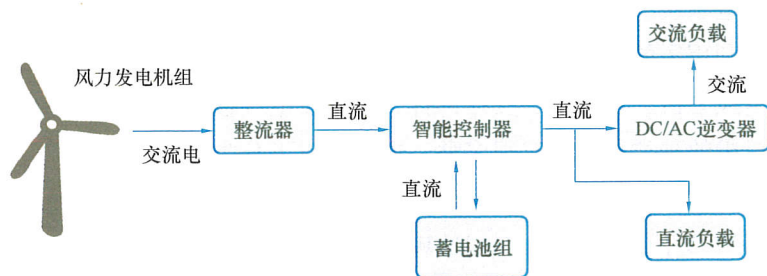 交流负载
风力发电机组
交流
直流
直流
整流器
智能控制器
DC/AC逆变器
交流电
直流
蓄电池组
直流负载